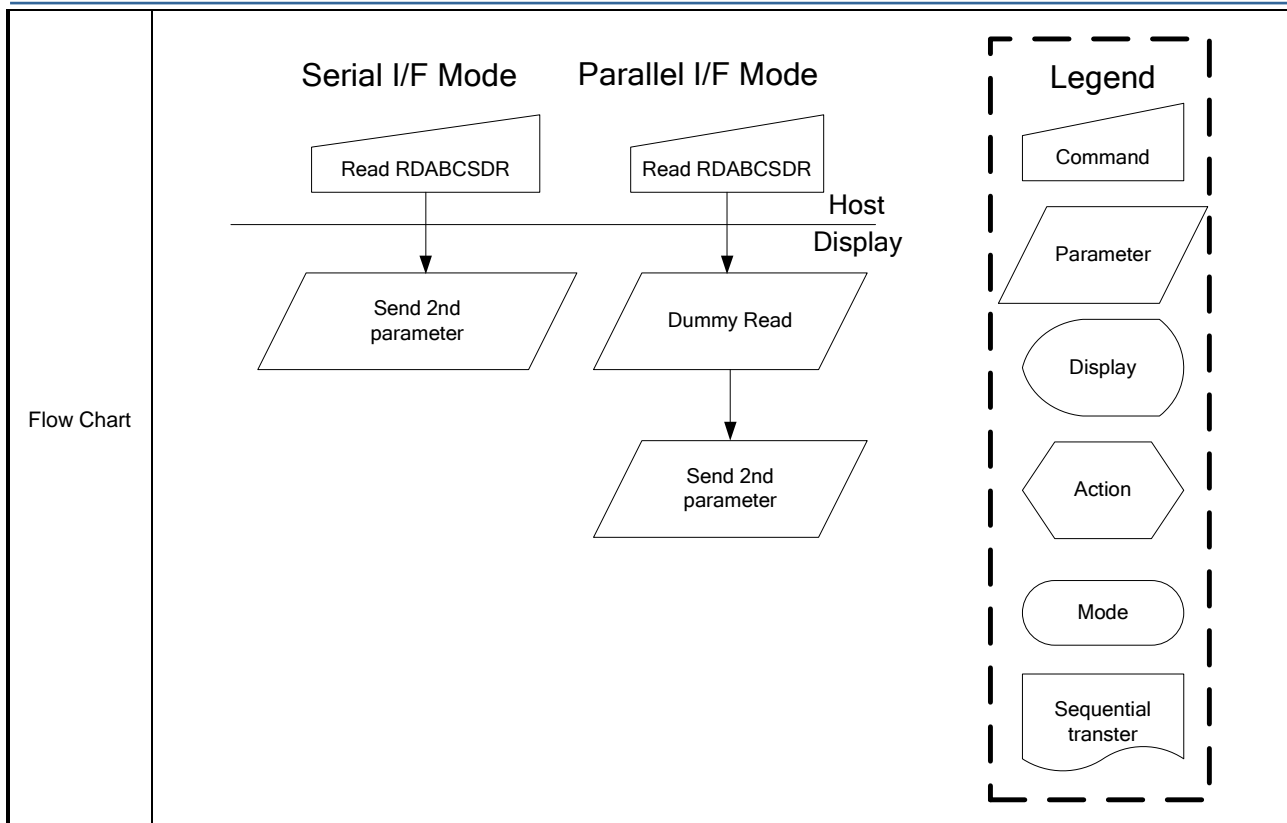 Flow Chart
Serial I/F Mode
Parallel I/F Mode
Read RDABCSDR
Read RDABCSDR
Host
Display
Send 2nd
parameter
Dummy Read
Send 2nd
parameter
Legend
Command
Parameter
Display
Action
Mode
Sequential
transter